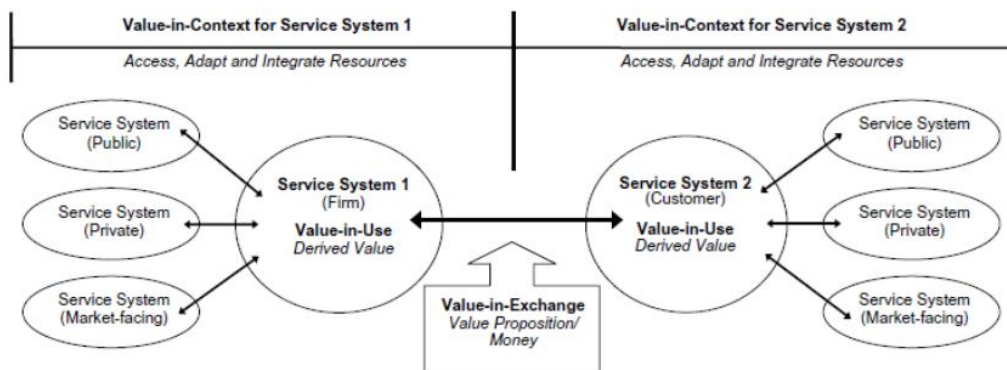 Value-in-Context for Service System 1
Value-in-Context for Service System 2
Access, Adapt and Integrate Resources
Access, Adapt and Integrate Resources
Service System
(Public)
Service System
(Private)
Service System
(Market-facing)
Service System 1
(Firm)
Value-in-Use
Derived Value
Value-in-Exchange
Value Proposition/
Money
Service System 2
(Customer)
Value-in-Use
Derived Value
Service System
(Public)
Service System
(Private)
Service System
(Market-facing)